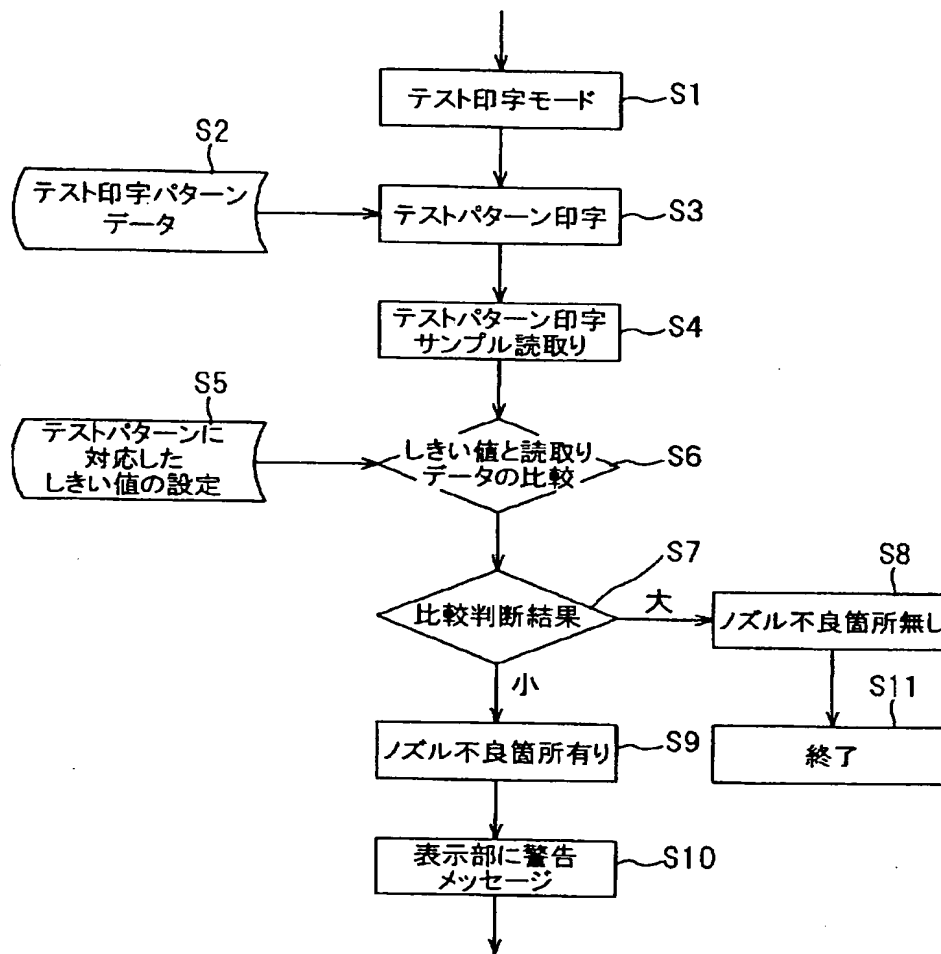 テスト印字モード
S1
S2
テスト印字パターン
データ
テストパターン印字
S3
テストパターン印字
サンプル読取り
S4
S5
テストパターンに
対応した
しきい値の設定
しきい値と読取り
データの比較
S6
S7
比較判断結果
大
S8
ノズル不良箇所無し
小
S11
終了
ノズル不良箇所有り
S9
表示部に警告
メッセージ
S10